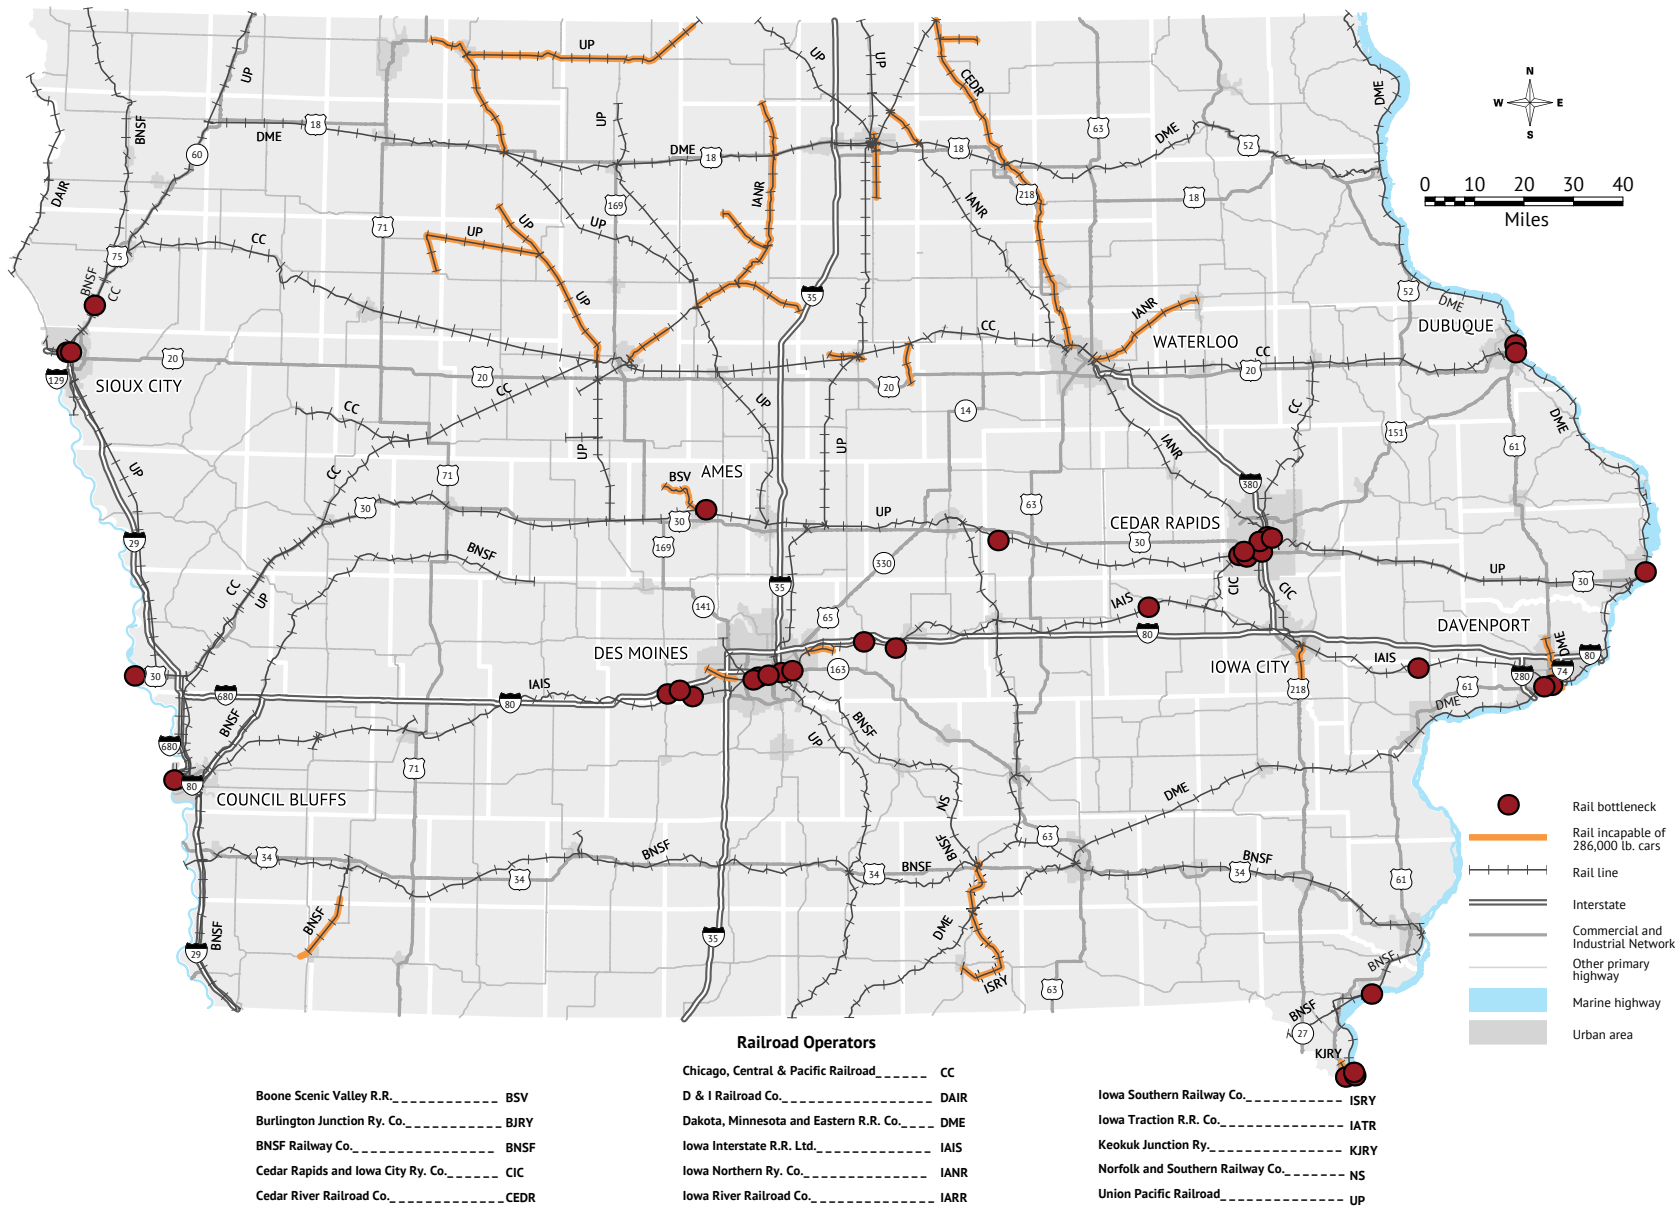 UP
UP
UP
UP
CEDR
DME
N
W E
S
BNSF
UP
18
DME
60
DME
18
18
63
DME
52
0 10 20 30 40
Miles
DAIR
IANR
169
218
IANR
18
UP
UP
UP
71
CC
75
BNSF
CC
UP
35
52
DME
IANR
DUBUQUE
CC
WATERLOO
CC
20
129
SIOUX CITY
20
20
CC
20
CC
UP
14
CC
151
DME
61
UP
UP
UP
IANR
CC
71
BSV
AMES
380
30
30
63
UP
CEDAR RAPIDS
30
29
169
BNSF
330
UP
30
CC
UP
35
141
CIC
CIC
IAIS
65
80
DAVENPORT
DES MOINES
IOWA CITY
IAIS
DME
80
74
280
30
163
680
IAIS
80
218
61
DME
BNSF
BNSF
UP
680
71
80
COUNCIL BLUFFS
NS
DME
Rail bottleneck
Rail incapable of
286,000 lb. cars
63
BNSF
34
BNSF
BNSF
34
34
BNSF
34
61
Rail line
Interstate
BNSF
BNSF
DME
35
29
Commercial and
Industrial Network
Other primary
highway
BNSF
ISRY
63
Marine highway
BNSF
27
Urban area
KJRY
Railroad Operators
Boone Scenic Valley R.R. BSV
Burlington Junction Ry. Co. BJRY
BNSF Railway Co. BNSF
Cedar Rapids and Iowa City Ry. Co. CIC
Cedar River Railroad Co. CEDR
Chicago, Central & Pacific Railroad CC
D & I Railroad Co. DAIR
Dakota, Minnesota and Eastern R.R. Co. DME
Iowa Interstate R.R. Ltd. IAIS
Iowa Northern Ry. Co. IANR
Iowa River Railroad Co. IARR
Iowa Southern Railway Co. ISRY
Iowa Traction R.R. Co. IATR
Keokuk Junction Ry. KJRY
Norfolk and Southern Railway Co. NS
Union Pacific Railroad UP